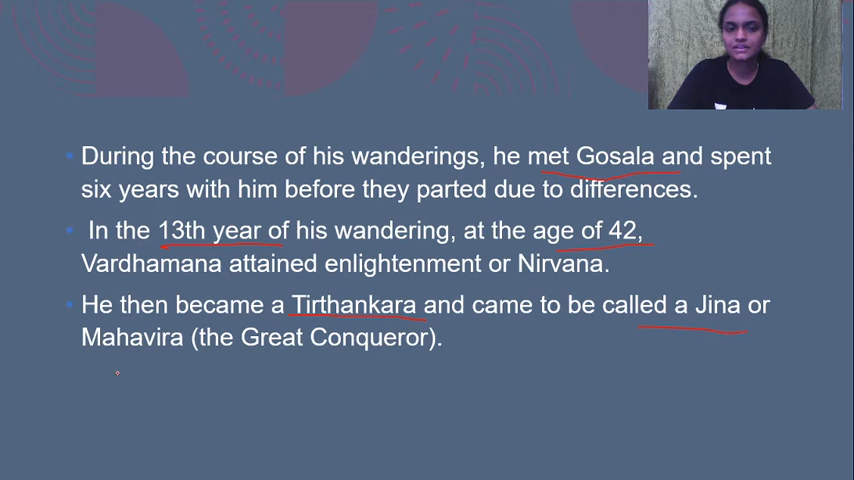 • During the course of his wanderings, he met Gosala and spent
six years with him before they parted due to differences.
• In the 13th year of his wandering, at the age of 42,
Vardhamana attained enlightenment or Nirvana.
• He then became a Tirthankara and came to be called a Jina or
Mahavira (the Great Conqueror).